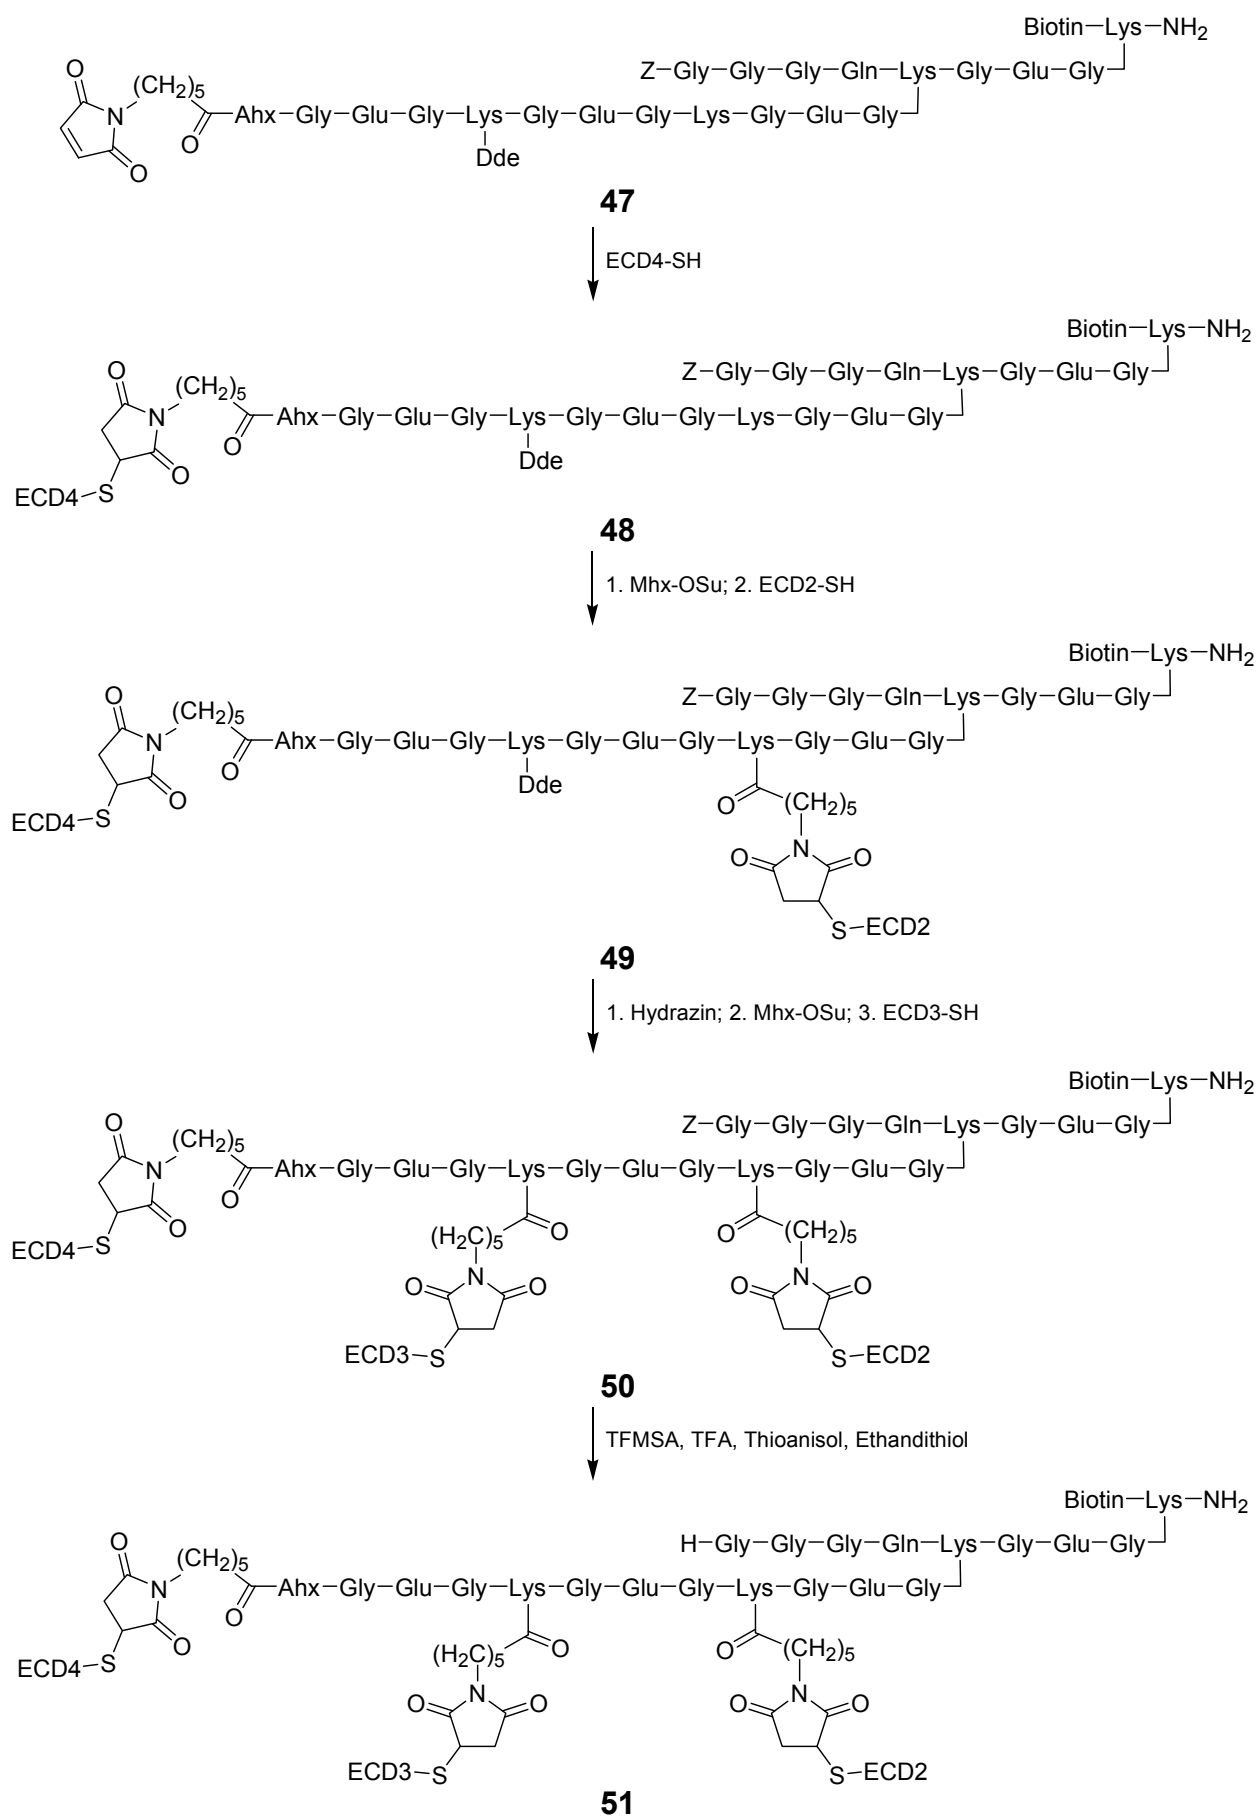 Biotin—Lys—NH2
Z—Gly—Gly—Gly—Gln—Lys—Gly—Glu—Gly
O
(CH2)5
N
O
O
Ahx—Gly—Glu—Gly—Lys—Gly—Glu—Gly—Lys—Gly—Glu—Gly
Dde
47
ECD4-SH
Biotin—Lys—NH2
Z—Gly—Gly—Gly—Gln—Lys—Gly—Glu—Gly
O
(CH2)5
N
O
O
Ahx—Gly—Glu—Gly—Lys—Gly—Glu—Gly—Lys—Gly—Glu—Gly
Dde
ECD4—S
48
1. Mhx-OSu; 2. ECD2-SH
Biotin—Lys—NH2
Z—Gly—Gly—Gly—Gln—Lys—Gly—Glu—Gly
O
(CH2)5
N
O
O
Ahx—Gly—Glu—Gly—Lys—Gly—Glu—Gly—Lys—Gly—Glu—Gly
Dde
ECD4—S
O
(CH2)5
N
O
O
S—ECD2
49
1. Hydrazin; 2. Mhx-OSu; 3. ECD3-SH
Biotin—Lys—NH2
Z—Gly—Gly—Gly—Gln—Lys—Gly—Glu—Gly
O
(CH2)5
N
O
O
Ahx—Gly—Glu—Gly—Lys—Gly—Glu—Gly—Lys—Gly—Glu—Gly
ECD4—S
(H2C)5
O
N
O
O
ECD3—S
O
(CH2)5
N
O
O
S—ECD2
50
TFMSA, TFA, Thioanisol, Ethandithiol
Biotin—Lys—NH2
H—Gly—Gly—Gly—Gln—Lys—Gly—Glu—Gly
O
(CH2)5
N
O
O
Ahx—Gly—Glu—Gly—Lys—Gly—Glu—Gly—Lys—Gly—Glu—Gly
ECD4—S
(H2C)5
O
N
O
O
ECD3—S
O
(CH2)5
N
O
O
S—ECD2
51